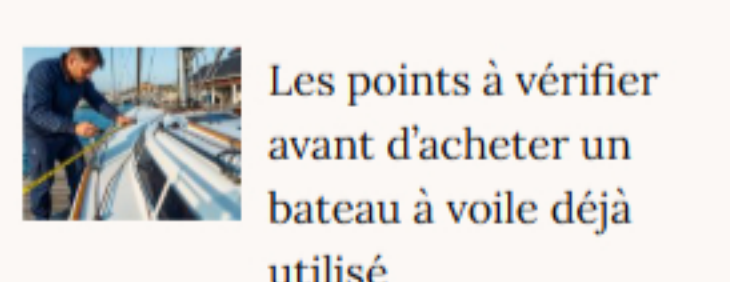 Les points à vérifier
avant d’acheter un
bateau à voile déjà
utilisé